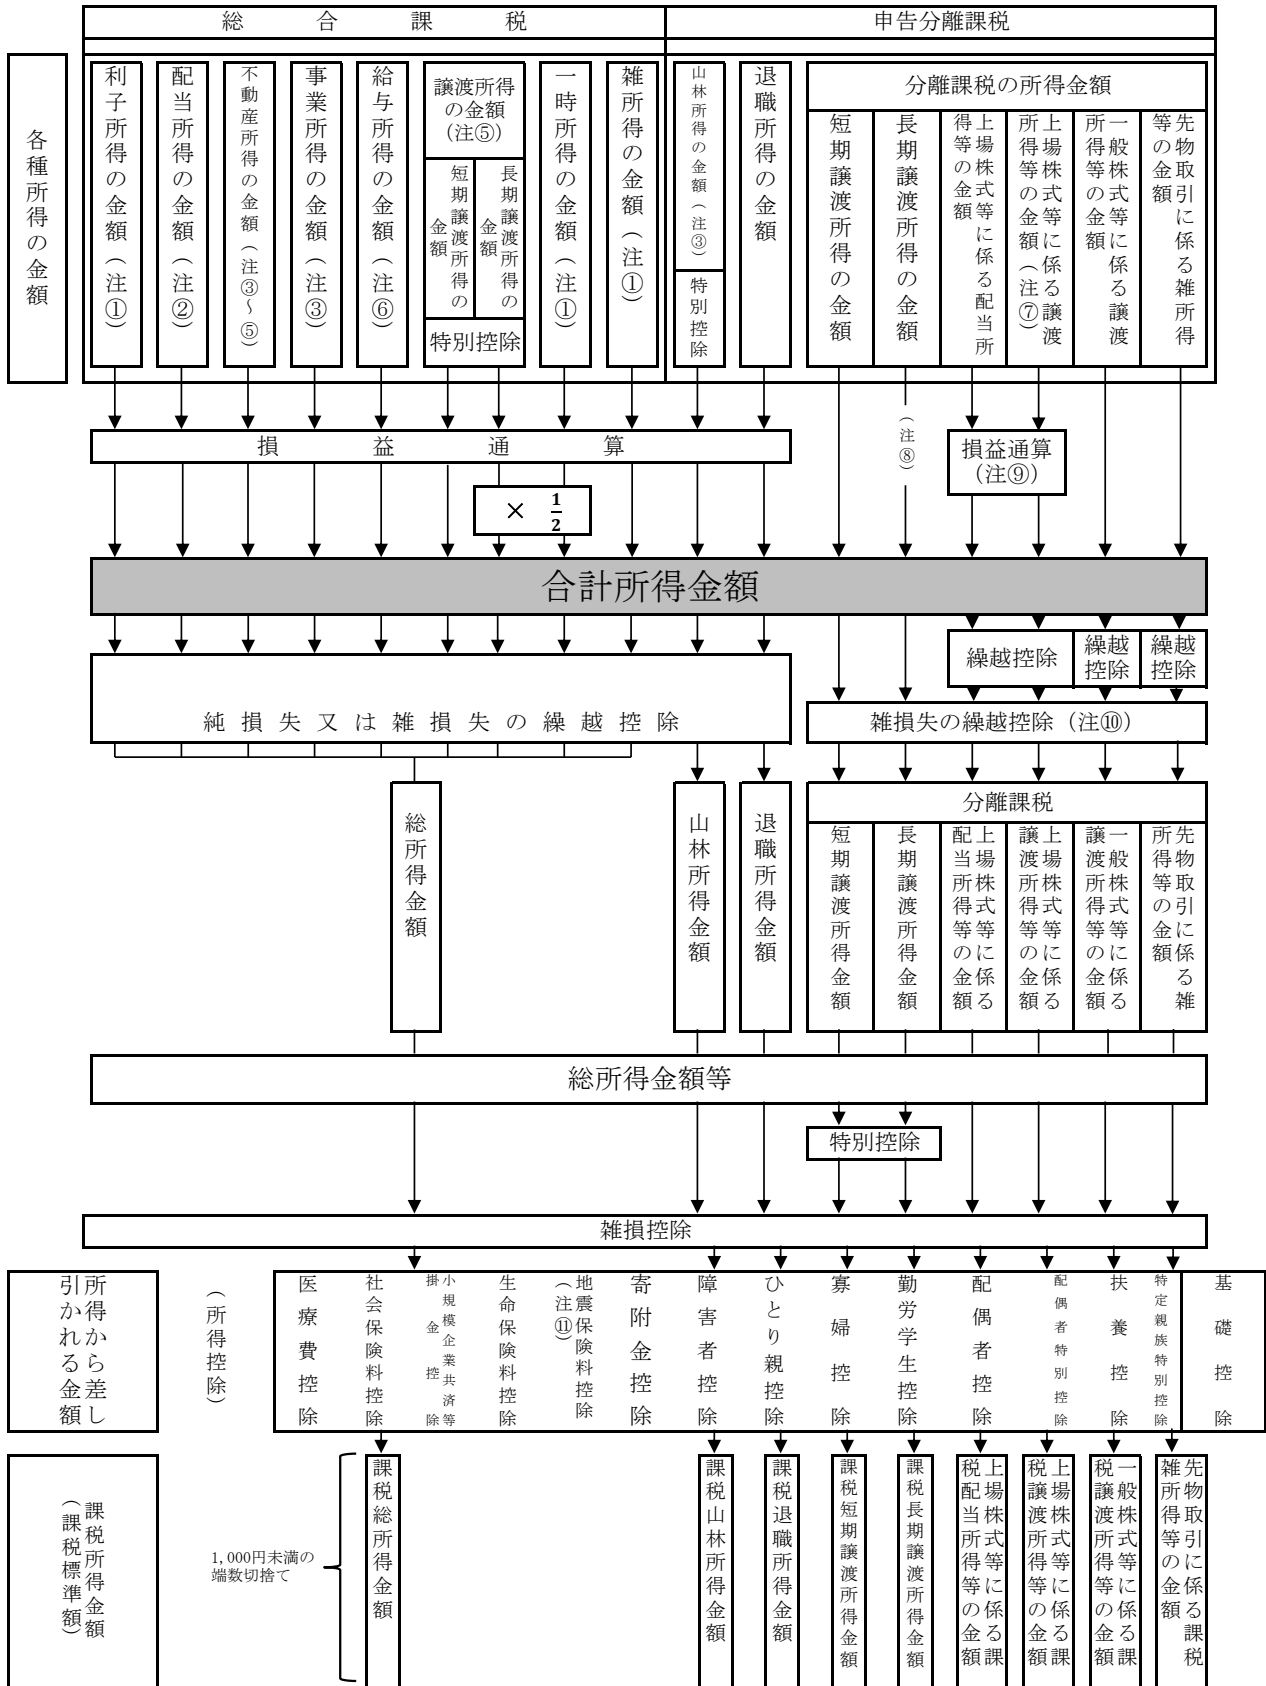 総合課税
申告分離課税
各種所得の金額
利子所得の金額（注①）
配当所得の金額（注②）
不動産所得の金額（注③～⑤）
事業所得の金額（注③）
給与所得の金額（注⑥）
譲渡所得
の金額
（注⑤）
短期譲渡所得の
金額
長期譲渡所得の
金額
特別控除
一時所得の金額（注①）
雑所得の金額（注①）
山林所得の金額（注③）
特別控除
退職所得の金額
分離課税の所得金額
短期譲渡所得の金額
長期譲渡所得の金額
上場株式等に係る配当所
得等の金額
上場株式等に係る譲渡
所得等の金額（注⑦）
一般株式等に係る譲渡
所得等の金額
先物取引に係る雑所得
等の金額
損益通算
（注⑧）
損益通算
（注⑨）
× 1/2
合計所得金額
繰越控除
繰越
控除
繰越
控除
純損失又は雑損失の繰越控除
雑損失の繰越控除（注⑩）
総所得金額
山林所得金額
退職所得金額
分離課税
短期譲渡所得金額
長期譲渡所得金額
上場株式等に係る
配当所得等の金額
上場株式等に係る
譲渡所得等の金額
一般株式等に係る
譲渡所得等の金額
先物取引に係る雑
所得等の金額
総所得金額等
特別控除
雑損控除
所得から差し
引かれる金額
（所得控除）
医療費控除
社会保険料控除
小規模企業共済等
掛金控除
生命保険料控除
地震保険料控除
（注⑪）
寄附金控除
障害者控除
ひとり親控除
寡婦控除
勤労学生控除
配偶者控除
配偶者特別控除
扶養控除
特定親族特別控除
基礎控除
課税所得金額
（課税標準額）
1,000円未満の
端数切捨て
課税総所得金額
課税山林所得金額
課税退職所得金額
課税短期譲渡所得金額
課税長期譲渡所得金額
上場株式等に係る課
税配当所得等の金額
上場株式等に係る課
税譲渡所得等の金額
一般株式等に係る課
税譲渡所得等の金額
先物取引に係る課税
雑所得等の金額